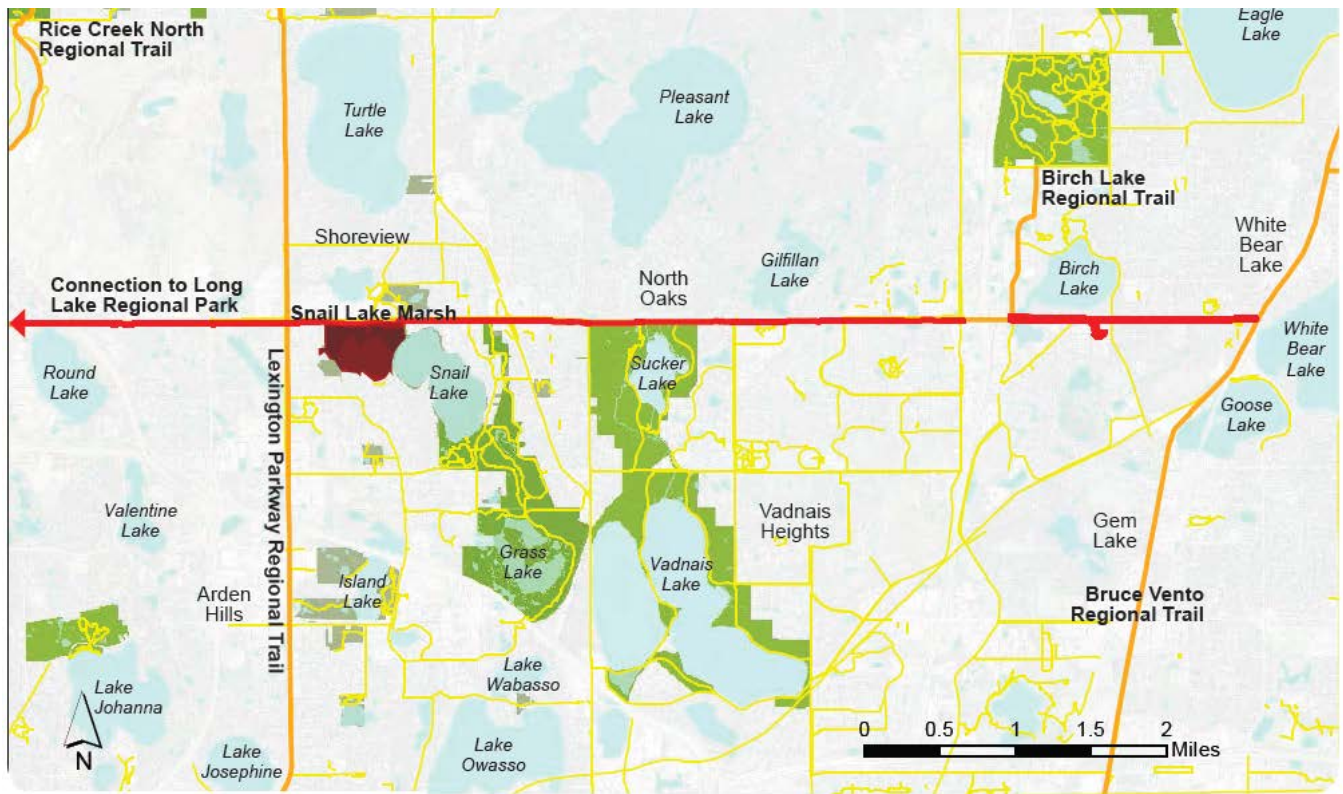 Rice Creek North
Regional Trail
Turtle
Lake
Pleasant
Lake
Eagle
Lake
Birch Lake
Regional Trail
Shoreview
White
Bear
Lake
Gilfillan
Lake
North
Oaks
Birch
Lake
Connection to Long
Lake Regional Park
Snail Lake Marsh
White
Bear
Lake
Round
Lake
Lexington Parkway Regional Trail
Snail
Lake
Sucker
Lake
Goose
Lake
Valentine
Lake
Vadnais
Heights
Gem
Lake
Grass
Lake
Vadnais
Lake
Arden
Hills
Island
Lake
Bruce Vento
Regional Trail
Lake
Wabasso
Lake
Johanna
N
Lake
Josephine
Lake
Owasso
0 0.5 1 1.5 2
Miles